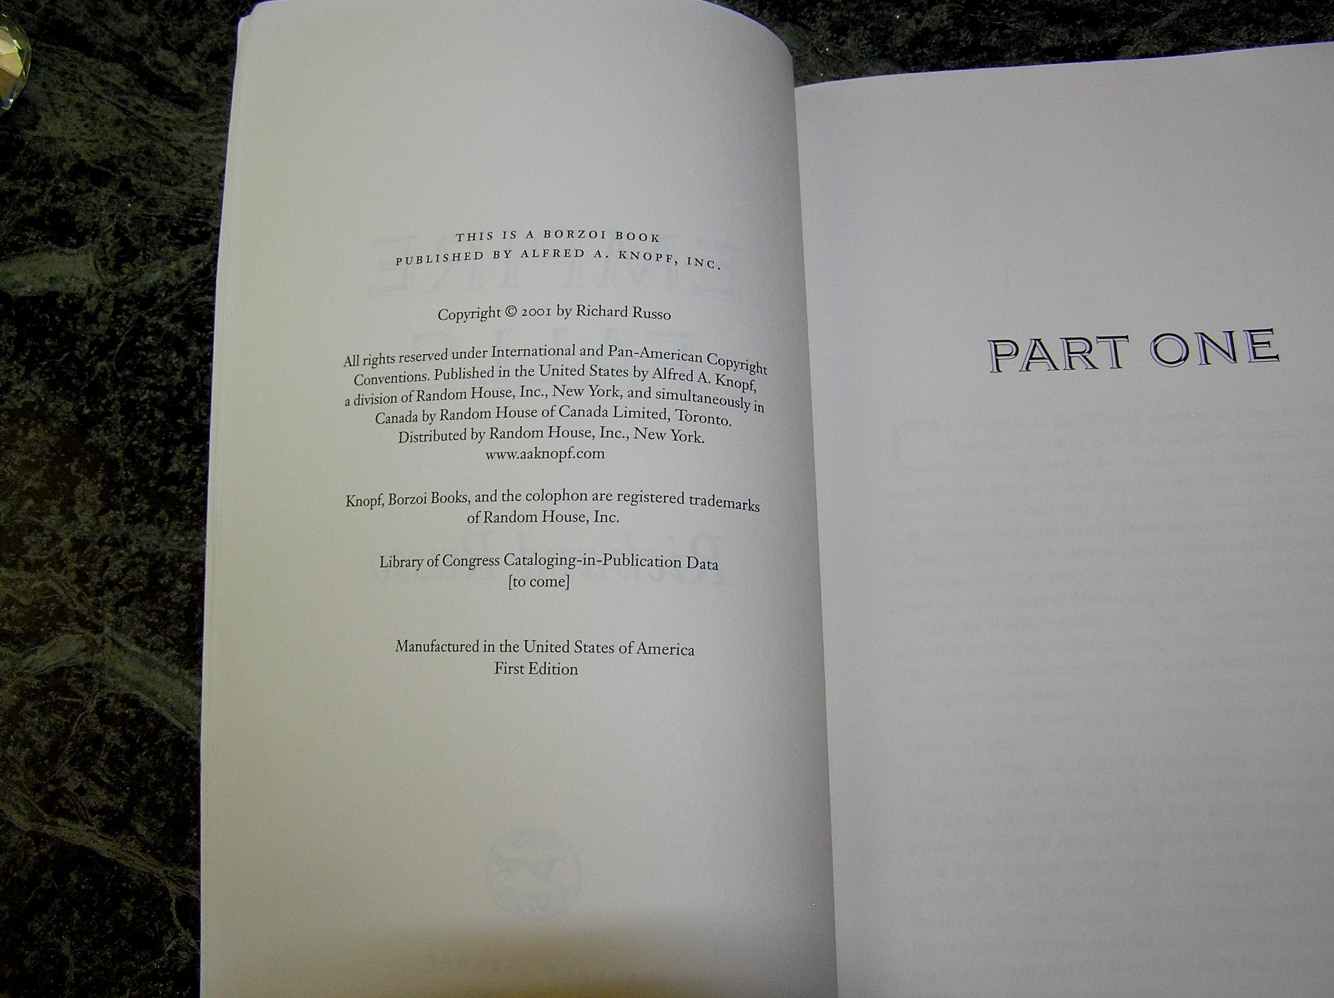 THIS IS A BORZOI BOOK
PUBLISHED BY ALFRED A. KNOPF, INC.
Copyright © 2001 by Richard Russo
All rights reserved under International and Pan-American Copyright
Conventions. Published in the United States by Alfred A. Knopf,
a division of Random House, Inc., New York, and simultaneously in
Canada by Random House of Canada Limited, Toronto.
Distributed by Random House, Inc., New York.
www.aaknopf.com
Knopf, Borzoi Books, and the colophon are registered trademarks
of Random House, Inc.
Library of Congress Cataloging-in-Publication Data
[to come]
Manufactured in the United States of America
First Edition
PART ONE